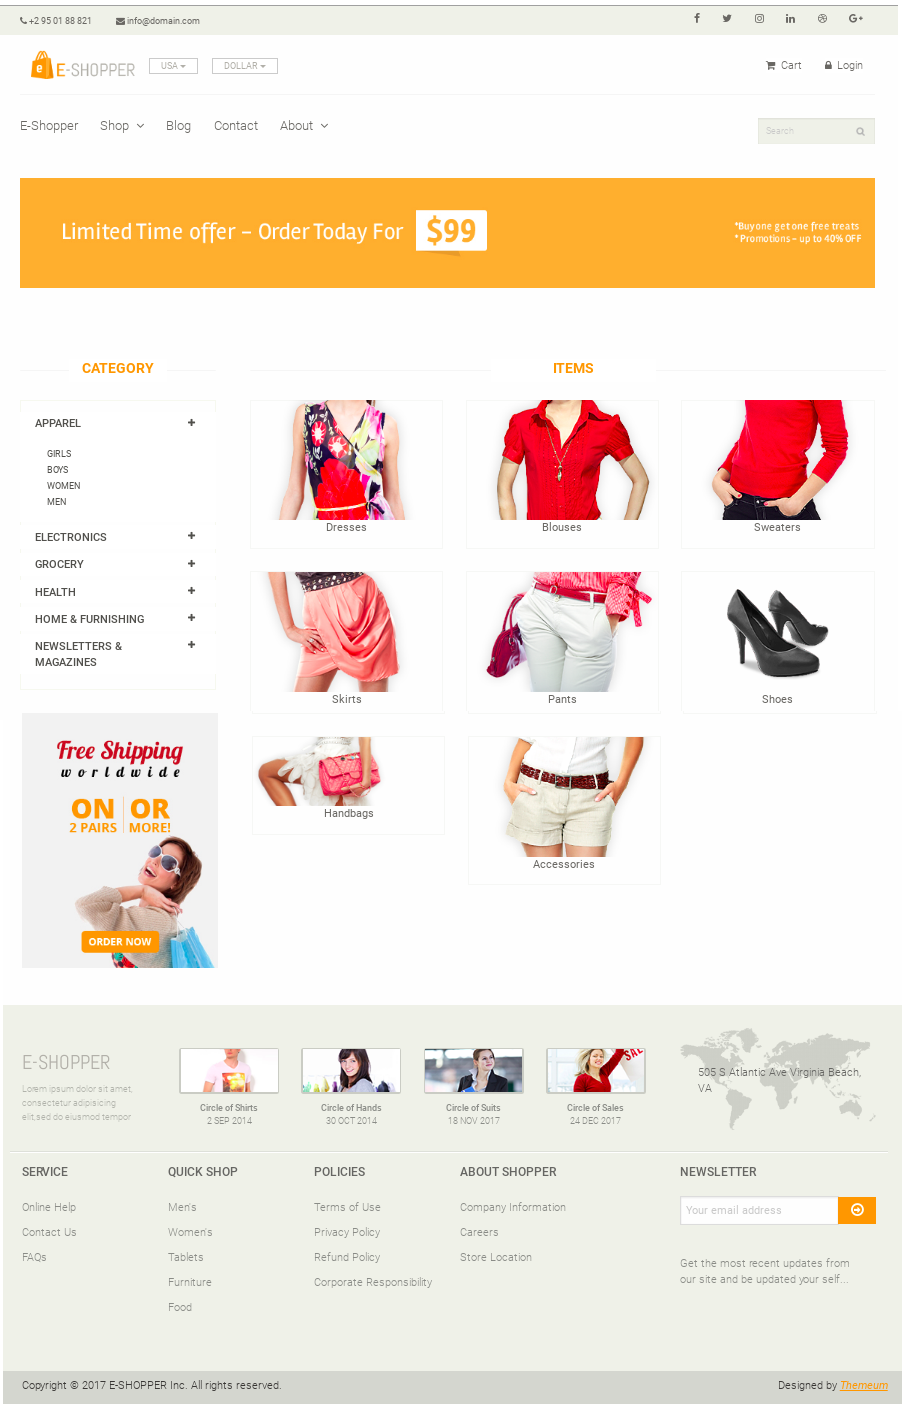 +2 95 01 88 821 info@domain.com
E-SHOPPER USA DOLLAR Cart Login
E-Shopper Shop Blog Contact About Search
Limited Time offer - Order Today For $99
*Buy one get one free treats
*Promotions - up to 40% OFF
CATEGORY
APPAREL
GIRLS
BOYS
WOMEN
MEN
ELECTRONICS
GROCERY
HEALTH
HOME & FURNISHING
NEWSLETTERS &
MAGAZINES
Free Shipping
worldwide
ON OR
2 PAIRS MORE!
ORDER NOW
ITEMS
Dresses Blouses Sweaters
Skirts Pants Shoes
Handbags
Accessories
E-SHOPPER
Lorem ipsum dolor sit amet,
consectetur adipisicing
elit,sed do eiusmod tempor
Circle of Shirts
2 SEP 2014
Circle of Hands
30 OCT 2014
Circle of Suits
18 NOV 2017
SALE
Circle of Sales
24 DEC 2017
505 S Atlantic Ave Virginia Beach,
VA
SERVICE
Online Help
Contact Us
FAQs
QUICK SHOP
Men's
Women's
Tablets
Furniture
Food
POLICIES
Terms of Use
Privacy Policy
Refund Policy
Corporate Responsibility
ABOUT SHOPPER
Company Information
Careers
Store Location
NEWSLETTER
Your email address
Get the most recent updates from
our site and be updated your self...
Copyright © 2017 E-SHOPPER Inc. All rights reserved.
Designed by Themeum